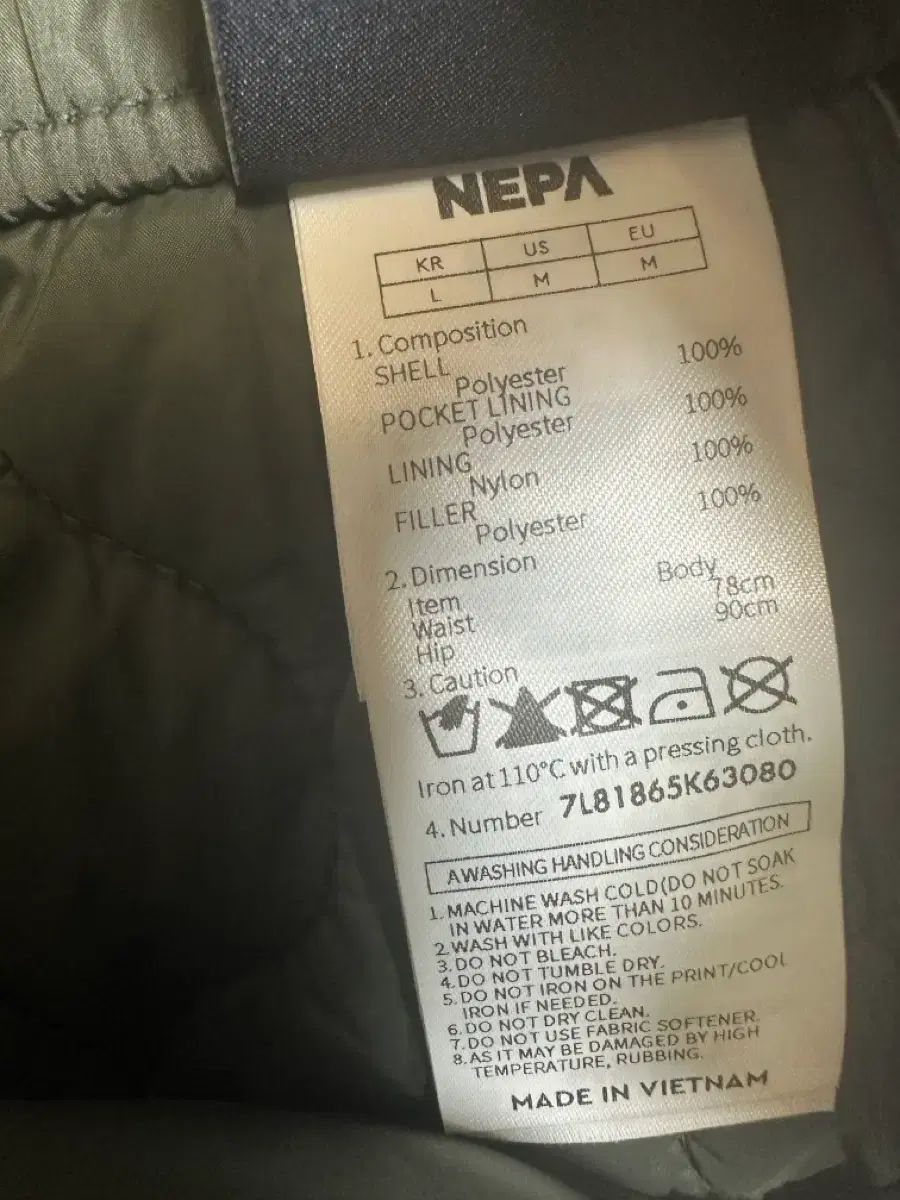 NEPA
KR US EU
L M M
1. Composition
SHELL
Polyester 100%
POCKET LINING
Polyester 100%
LINING
Nylon 100%
FILLER
Polyester 100%
2. Dimension
Item Body
Waist 78cm
Hip 90cm
3. Caution
Iron at 110°C with a pressing cloth.
4. Number 7L81865K63080
AWASHING HANDLING CONSIDERATION
1. MACHINE WASH COLD(DO NOT SOAK
IN WATER MORE THAN 10 MINUTES.
2.WASH WITH LIKE COLORS.
3.DO NOT BLEACH.
4.DO NOT TUMBLE DRY.
5.DO NOT IRON ON THE PRINT/COOL
IRON IF NEEDED.
6.DO NOT DRY CLEAN.
7.DO NOT USE FABRIC SOFTENER.
8.AS IT MAY BE DAMAGED BY HIGH
TEMPERATURE, RUBBING.
MADE IN VIETNAM